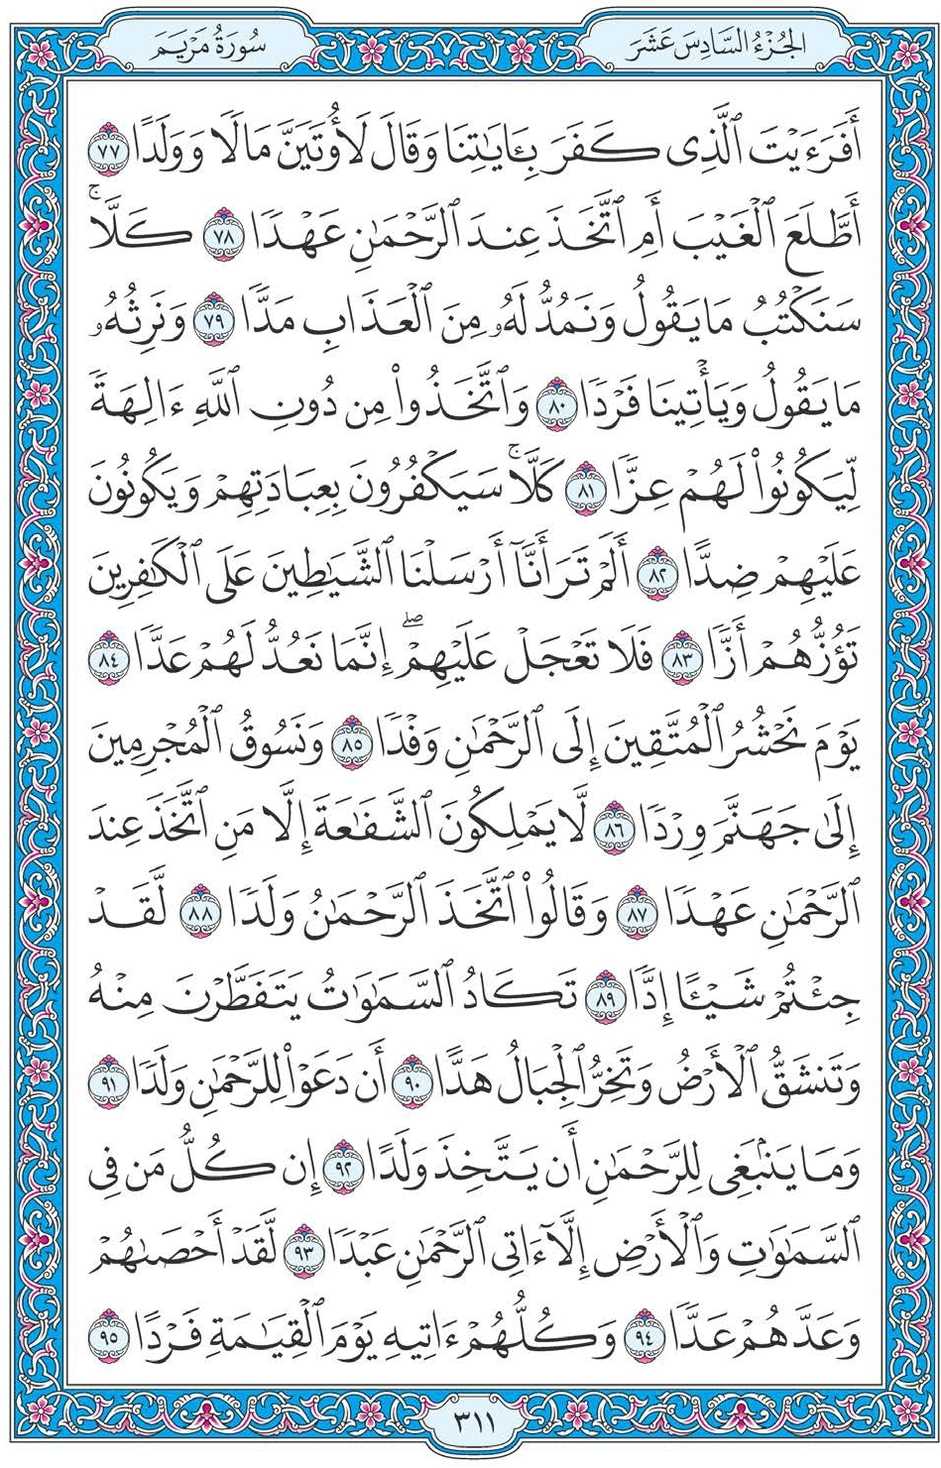 الجُزْءُ السَّادِسَ عَشَرَ
سُورَةُ مَرْيَمَ
أَفَرَءَيْتَ ٱلَّذِى كَفَرَ بِـَٔايَـٰتِنَا وَقَالَ لَأُوتَيَنَّ مَالًا وَوَلَدًا ٧٧
أَطَّلَعَ ٱلْغَيْبَ أَمِ ٱتَّخَذَ عِندَ ٱلرَّحْمَـٰنِ عَهْدًا ٧٨ كَلَّاۚ
سَنَكْتُبُ مَا يَقُولُ وَنَمُدُّ لَهُۥ مِنَ ٱلْعَذَابِ مَدًّا ٧٩ وَنَرِثُهُۥ
مَا يَقُولُ وَيَأْتِينَا فَرْدًا ٨٠ وَٱتَّخَذُوا۟ مِن دُونِ ٱللَّهِ ءَالِهَةً
لِّيَكُونُوا۟ لَهُمْ عِزًّا ٨١ كَلَّاۚ سَيَكْفُرُونَ بِعِبَادَتِهِمْ وَيَكُونُونَ
عَلَيْهِمْ ضِدًّا ٨٢ أَلَمْ تَرَ أَنَّآ أَرْسَلْنَا ٱلشَّيَـٰطِينَ عَلَى ٱلْكَـٰفِرِينَ
تَؤُزُّهُمْ أَزًّا ٨٣ فَلَا تَعْجَلْ عَلَيْهِمْۖ إِنَّمَا نَعُدُّ لَهُمْ عَدًّا ٨٤
يَوْمَ نَحْشُرُ ٱلْمُتَّقِينَ إِلَى ٱلرَّحْمَـٰنِ وَفْدًا ٨٥ وَنَسُوقُ ٱلْمُجْرِمِينَ
إِلَىٰ جَهَنَّمَ وِرْدًا ٨٦ لَّا يَمْلِكُونَ ٱلشَّفَـٰعَةَ إِلَّا مَنِ ٱتَّخَذَ عِندَ
ٱلرَّحْمَـٰنِ عَهْدًا ٨٧ وَقَالُوا۟ ٱتَّخَذَ ٱلرَّحْمَـٰنُ وَلَدًا ٨٨ لَّقَدْ
جِئْتُمْ شَيْـًٔا إِدًّا ٨٩ تَكَادُ ٱلسَّمَـٰوَٰتُ يَتَفَطَّرْنَ مِنْهُ
وَتَنشَقُّ ٱلْأَرْضُ وَتَخِرُّ ٱلْجِبَالُ هَدًّا ٩٠ أَن دَعَوْا۟ لِلرَّحْمَـٰنِ وَلَدًا ٩١
وَمَا يَنۢبَغِى لِلرَّحْمَـٰنِ أَن يَتَّخِذَ وَلَدًا ٩٢ إِن كُلُّ مَن فِى
ٱلسَّمَـٰوَٰتِ وَٱلْأَرْضِ إِلَّآ ءَاتِى ٱلرَّحْمَـٰنِ عَبْدًا ٩٣ لَّقَدْ أَحْصَىٰهُمْ
وَعَدَّهُمْ عَدًّا ٩٤ وَكُلُّهُمْ ءَاتِيهِ يَوْمَ ٱلْقِيَـٰمَةِ فَرْدًا ٩٥
٣١١